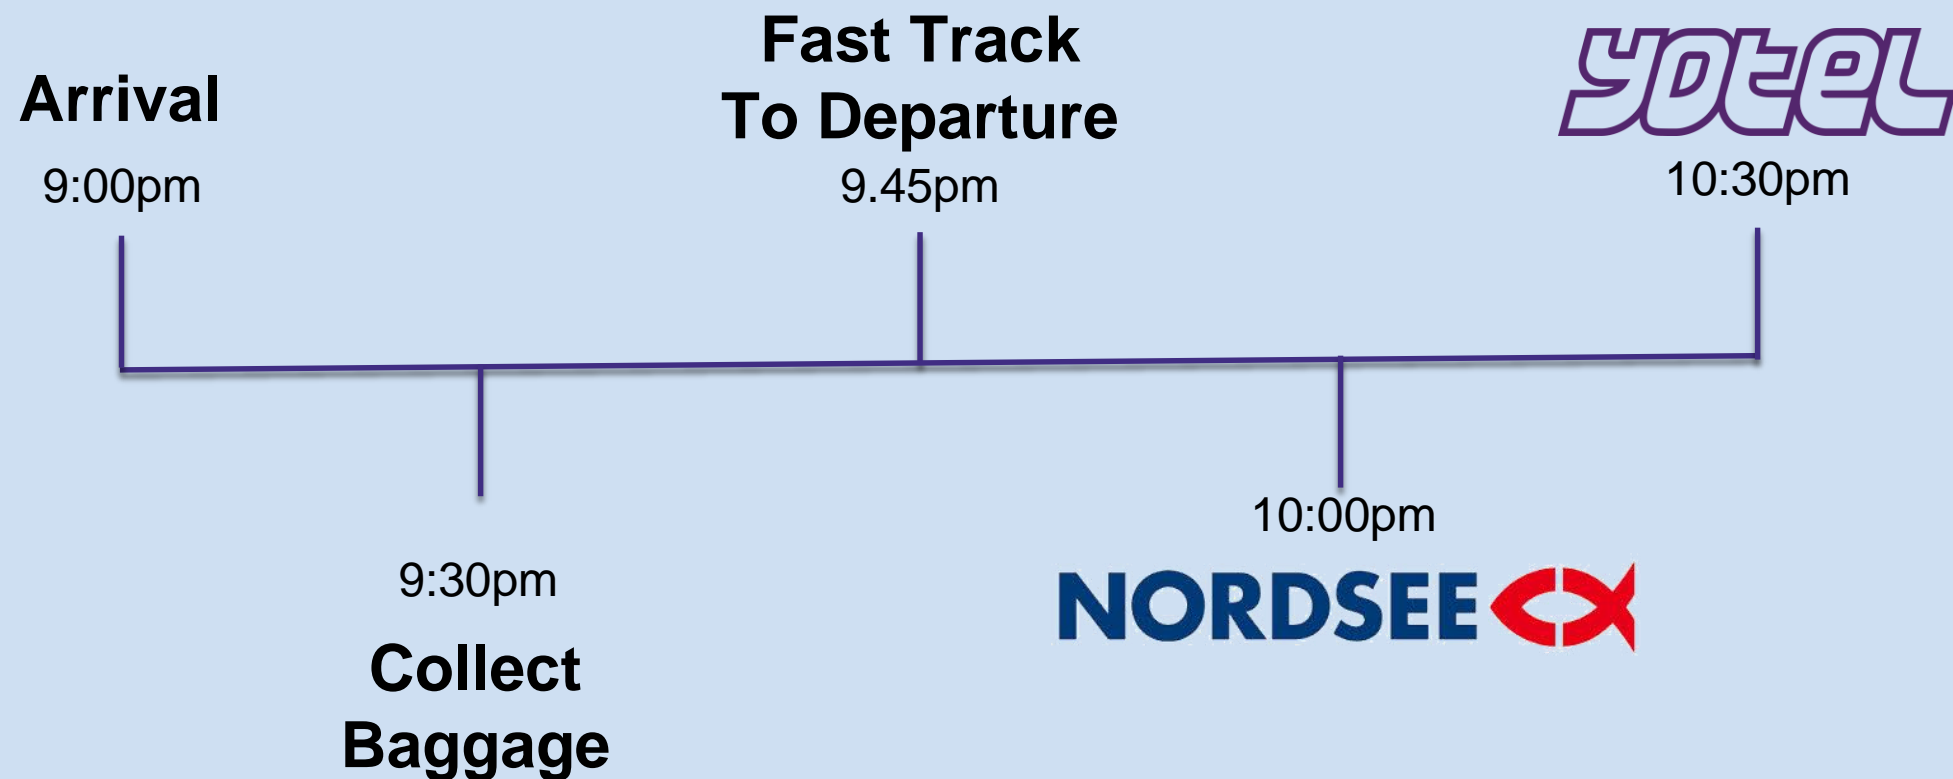 Arrival
9:00pm
Fast Track
To Departure
9.45pm
YOTEL
10:30pm
9:30pm
Collect
Baggage
10:00pm
NORDSEE